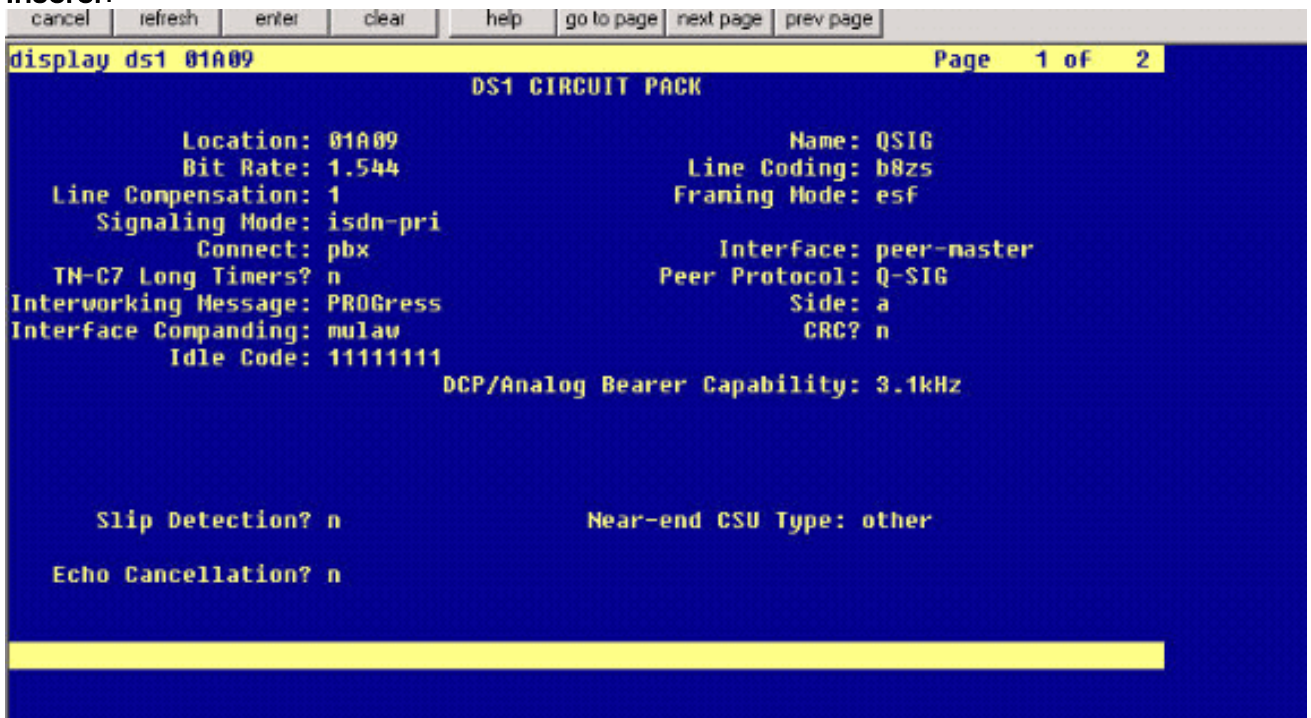 cancel refresh enter clear help go to page next page prev page
display ds1 01A09 Page 1 of 2
DS1 CIRCUIT PACK
Location: 01A09 Name: QSIG
Bit Rate: 1.544 Line Coding: b8zs
Line Compensation: 1 Framing Mode: esf
Signaling Mode: isdn-pri
Connect: pbx Interface: peer-master
TN-C7 Long Timers? n Peer Protocol: Q-SIG
Interworking Message: PROGress Side: a
Interface Companding: mulaw CRC? n
Idle Code: 11111111
DCP/Analog Bearer Capability: 3.1kHz
Slip Detection? n Near-end CSU Type: other
Echo Cancellation? n